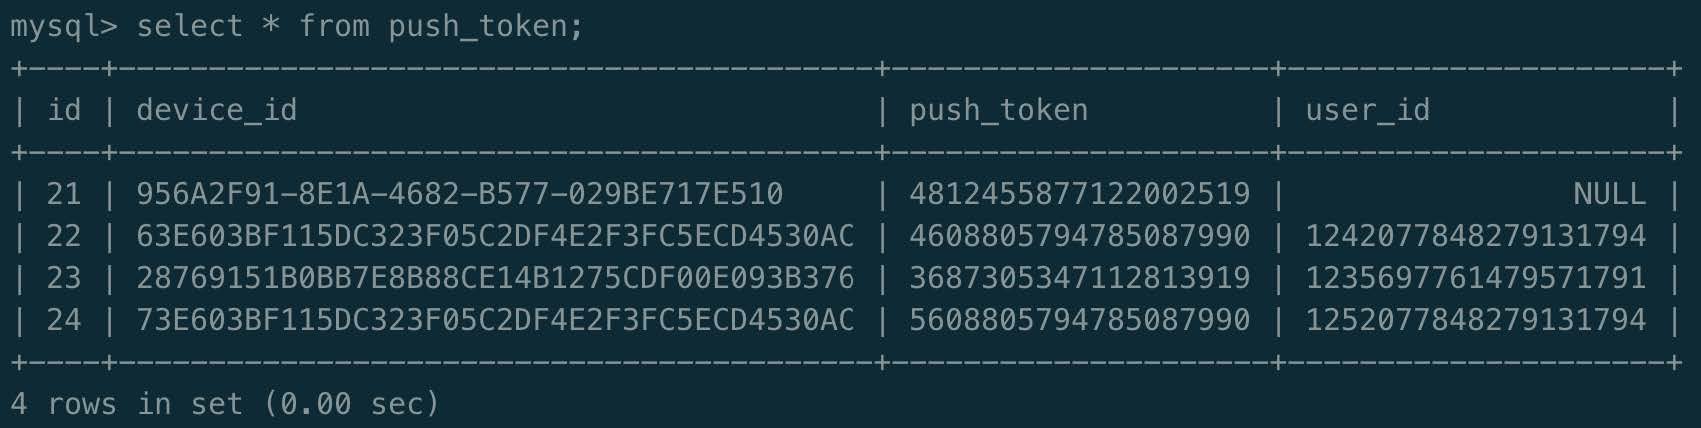 mysql> select * from push_token;
+----+------------------------------------------+---------------------+---------------------+
| id | device_id                                | push_token          | user_id             |
+----+------------------------------------------+---------------------+---------------------+
| 21 | 956A2F91-8E1A-4682-B577-029BE717E510     | 4812455877122002519 |                NULL |
| 22 | 63E603BF115DC323F05C2DF4E2F3FC5ECD4530AC | 4608805794785087990 | 1242077848279131794 |
| 23 | 28769151B0BB7E8B88CE14B1275CDF00E093B376 | 3687305347112813919 | 1235697761479571791 |
| 24 | 73E603BF115DC323F05C2DF4E2F3FC5ECD4530AC | 5608805794785087990 | 1252077848279131794 |
+----+------------------------------------------+---------------------+---------------------+
4 rows in set (0.00 sec)